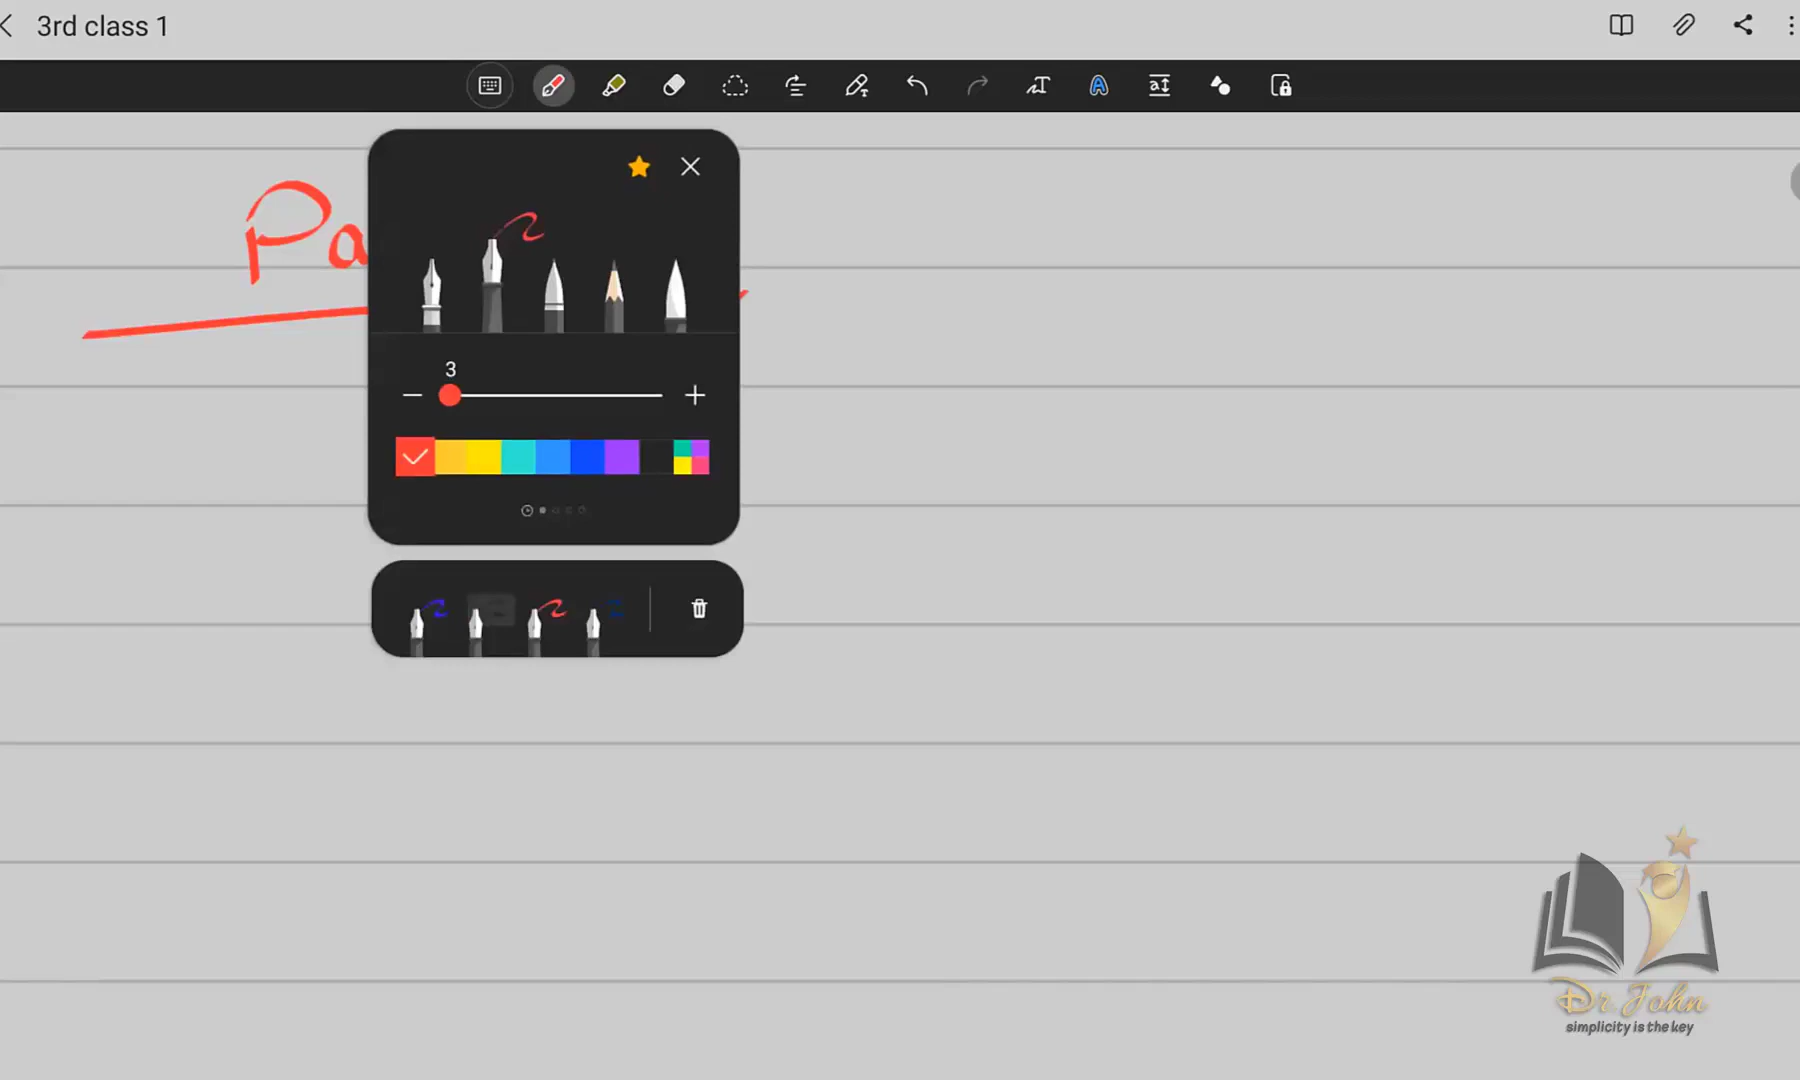 3rd class 1
Pa
3
Dr. John
simplicity is the key